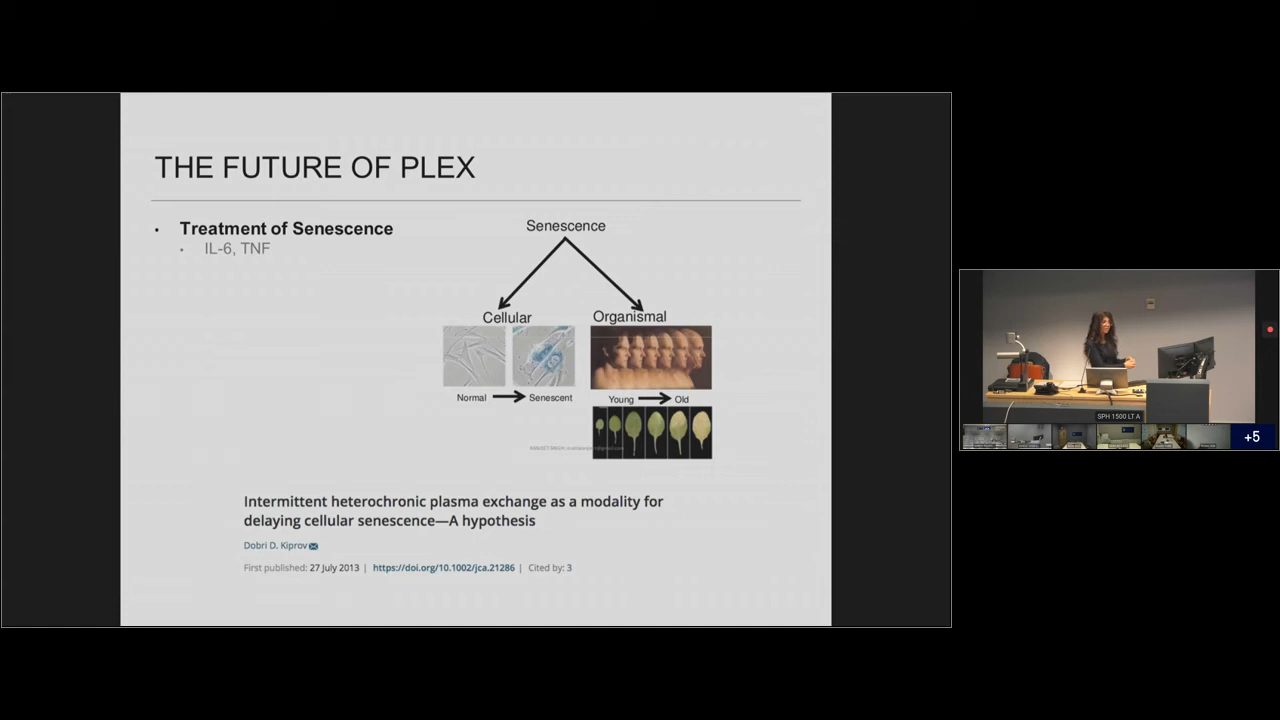 THE FUTURE OF PLEX
• Treatment of Senescence
• IL-6, TNF
Senescence
Cellular
Organismal
Normal
Senescent
Young
Old
Intermittent heterochronic plasma exchange as a modality for
delaying cellular senescence—A hypothesis
Dobri D. Kiprov
First published: 27 July 2013 | https://doi.org/10.1002/jca.21286 | Cited by: 3
SPH 1500 LT A
+5